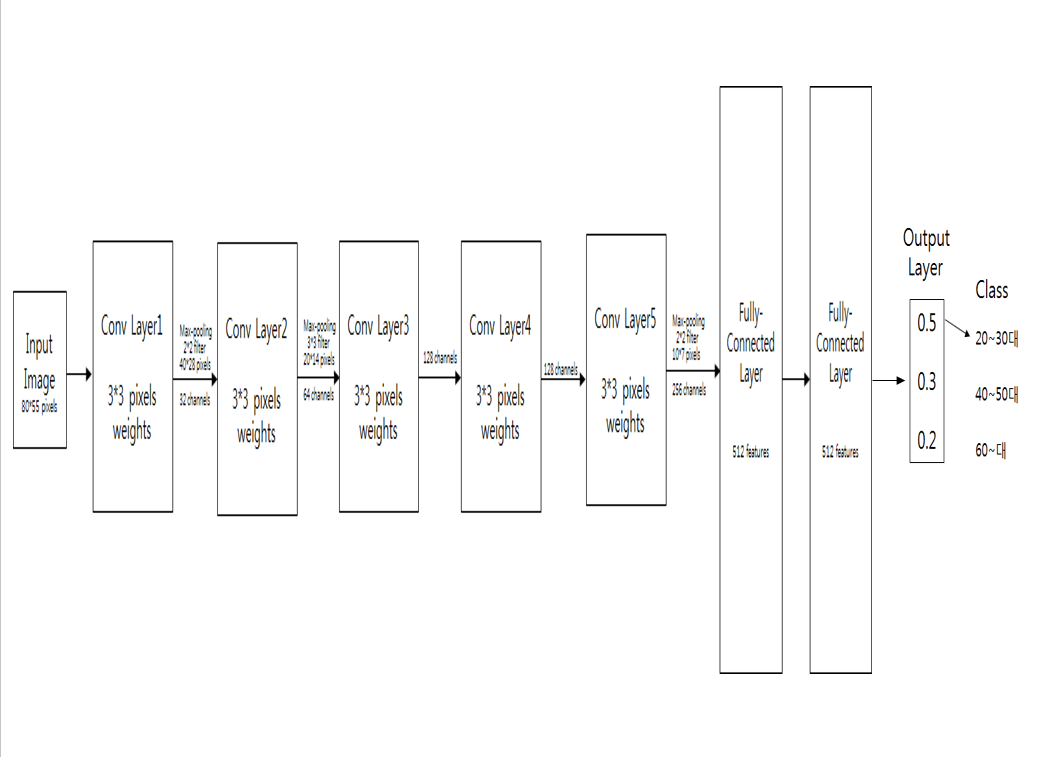 Input
Image
80*55 pixels
Conv Layer1
3*3 pixels
weights
Max-pooling
2*2 filter
40*28 pixels
32 channels
Conv Layer2
3*3 pixels
weights
Max-pooling
3*3 filter
20*14 pixels
64 channels
Conv Layer3
3*3 pixels
weights
128 channels
Conv Layer4
3*3 pixels
weights
128 channels
Conv Layer5
3*3 pixels
weights
Max-pooling
2*2 filter
10*7 pixels
256 channels
Fully-
Connected
Layer
512 features
Fully-
Connected
Layer
512 features
Output
Layer
0.5
0.3
0.2
Class
20~30대
40~50대
60~대